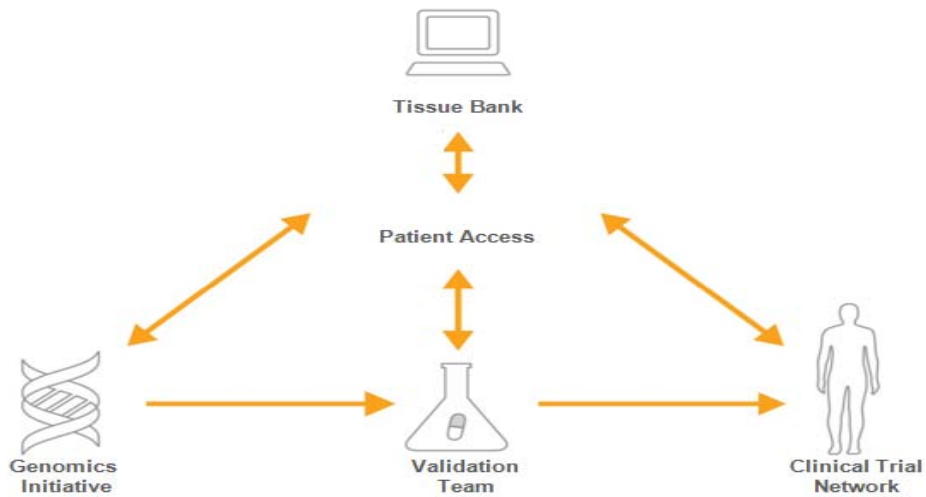 Tissue Bank
Patient Access
Genomics
Initiative
Validation
Team
Clinical Trial
Network